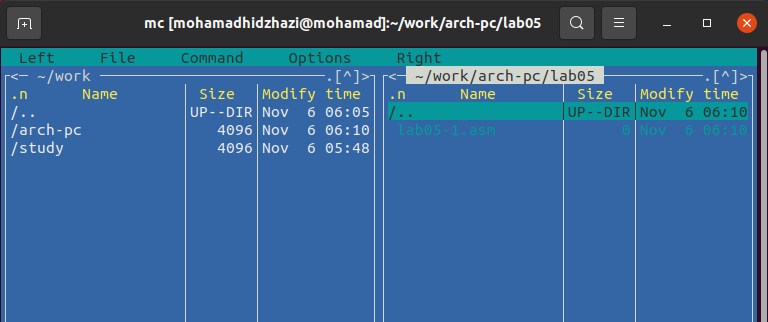 mc [mohamadhidzhazi@mohamad]:~/work/arch-pc/lab05
Left File Command Options Right
<— ~/work —.[^]>
.n Name Size Modify time
/.. UP--DIR Nov 6 06:05
/arch-pc 4096 Nov 6 06:10
/study 4096 Nov 6 05:48
<— ~/work/arch-pc/lab05 —.[^]>
.n Name Size Modify time
/.. UP--DIR Nov 6 06:10
lab05-1.asm 0 Nov 6 06:10